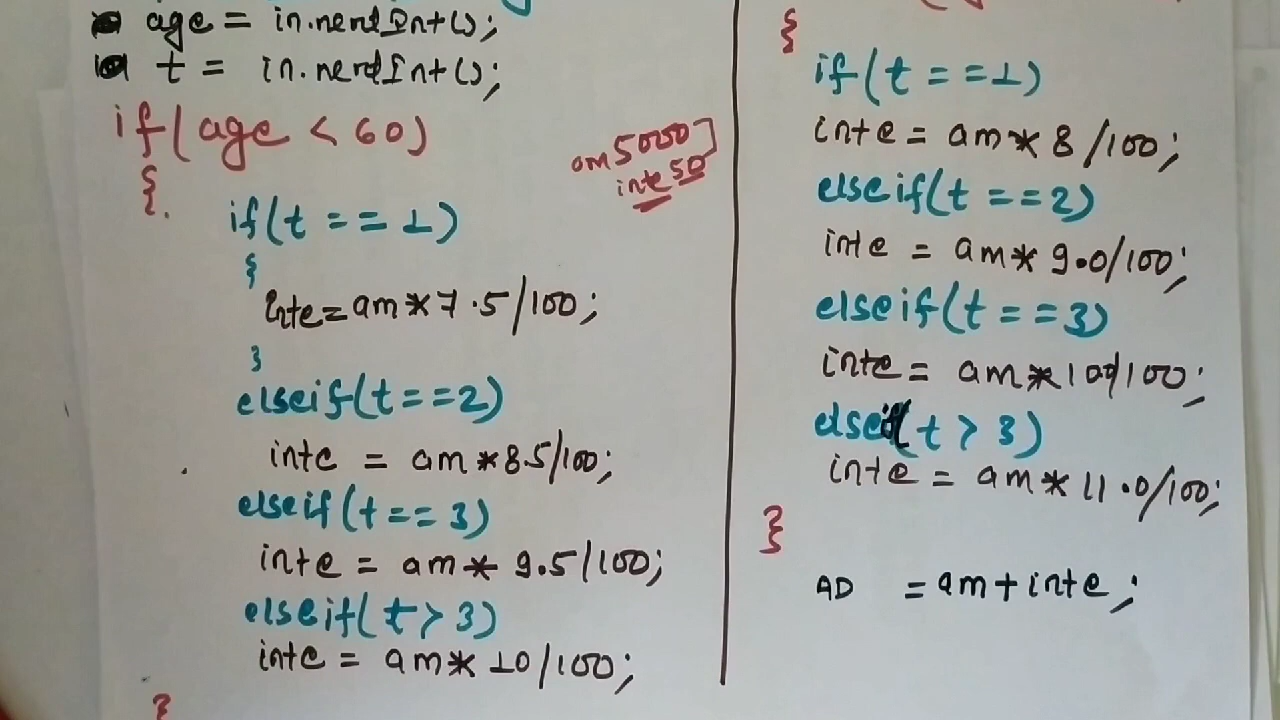 age = in.nextInt();
t = in.nextInt();
if(age < 60)
{
am 5000]
inte 50
if(t == 1)
{
inte = am * 7.5/100;
}
elseif(t==2)
inte = am * 8.5/100;
elseif(t== 3)
inte = am * 9.5/100;
elseif(t> 3)
inte = am * 10/100;
}
{
if(t ==1)
inte = am * 8/100;
elseif(t ==2)
inte = am * 9.0/100;
elseif(t ==3)
inte = am * 10/100;
elseif(t > 3)
inte = am * 11.0/100;
}
AD = am + inte;